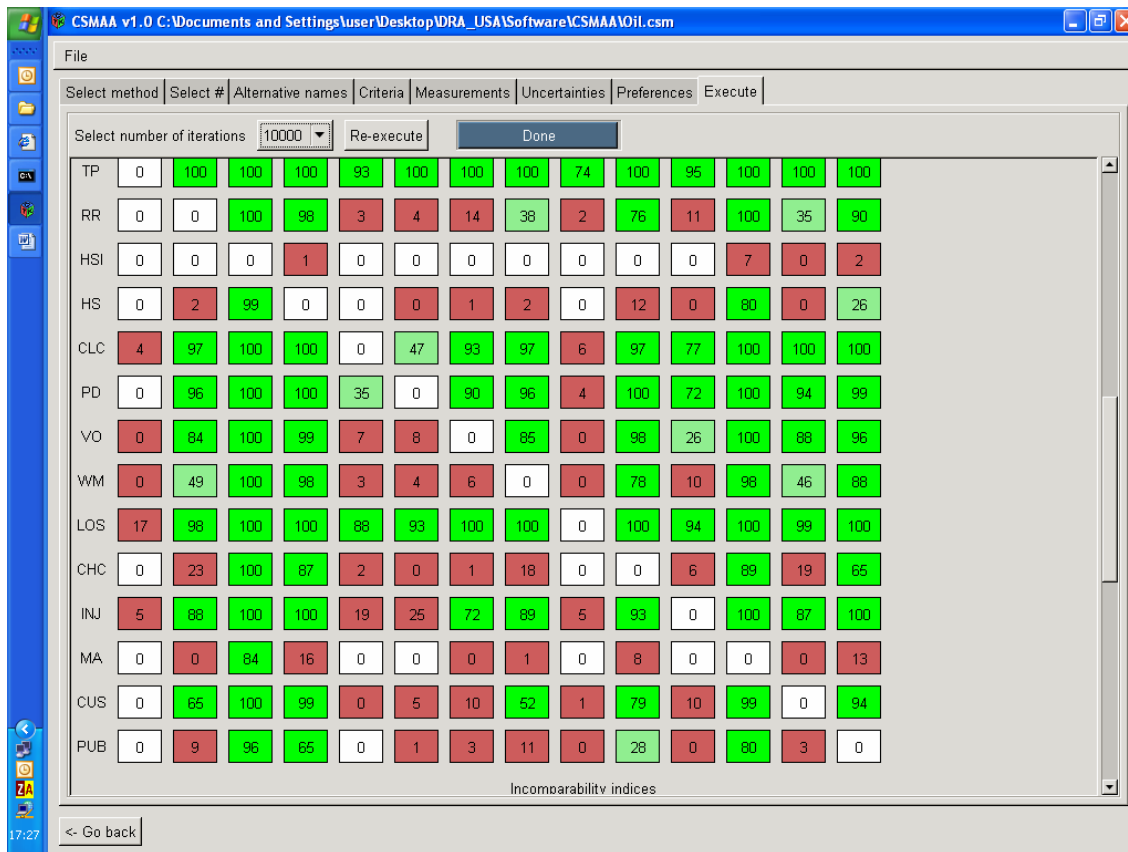 CSMAA v1.0 C:\Documents and Settings\user\Desktop\DRA_USA\Software\CSMAA\Oil.csm
File
Select method Select # Alternative names Criteria Measurements Uncertainties Preferences Execute
Select number of iterations 10000 Re-execute Done
TP 0 100 100 100 93 100 100 100 74 100 95 100 100 100
RR 0 0 100 98 3 4 14 38 2 76 11 100 35 90
HSI 0 0 0 1 0 0 0 0 0 0 0 7 0 2
HS 0 2 99 0 0 0 1 2 0 12 0 80 0 26
CLC 4 97 100 100 0 47 93 97 6 97 77 100 100 100
PD 0 96 100 100 35 0 90 96 4 100 72 100 94 99
VO 0 84 100 99 7 8 0 85 0 98 26 100 88 96
WM 0 49 100 98 3 4 6 0 0 78 10 98 46 88
LOS 17 98 100 100 88 93 100 100 0 100 94 100 99 100
CHC 0 23 100 87 2 0 1 18 0 0 6 89 19 65
INJ 5 88 100 100 19 25 72 89 5 93 0 100 87 100
MA 0 0 84 16 0 0 0 1 0 8 0 0 0 13
CUS 0 65 100 99 0 5 10 52 1 79 10 99 0 94
PUB 0 9 96 65 0 1 3 11 0 28 0 80 3 0
Incomparability indices
<- Go back
ZA
17:27